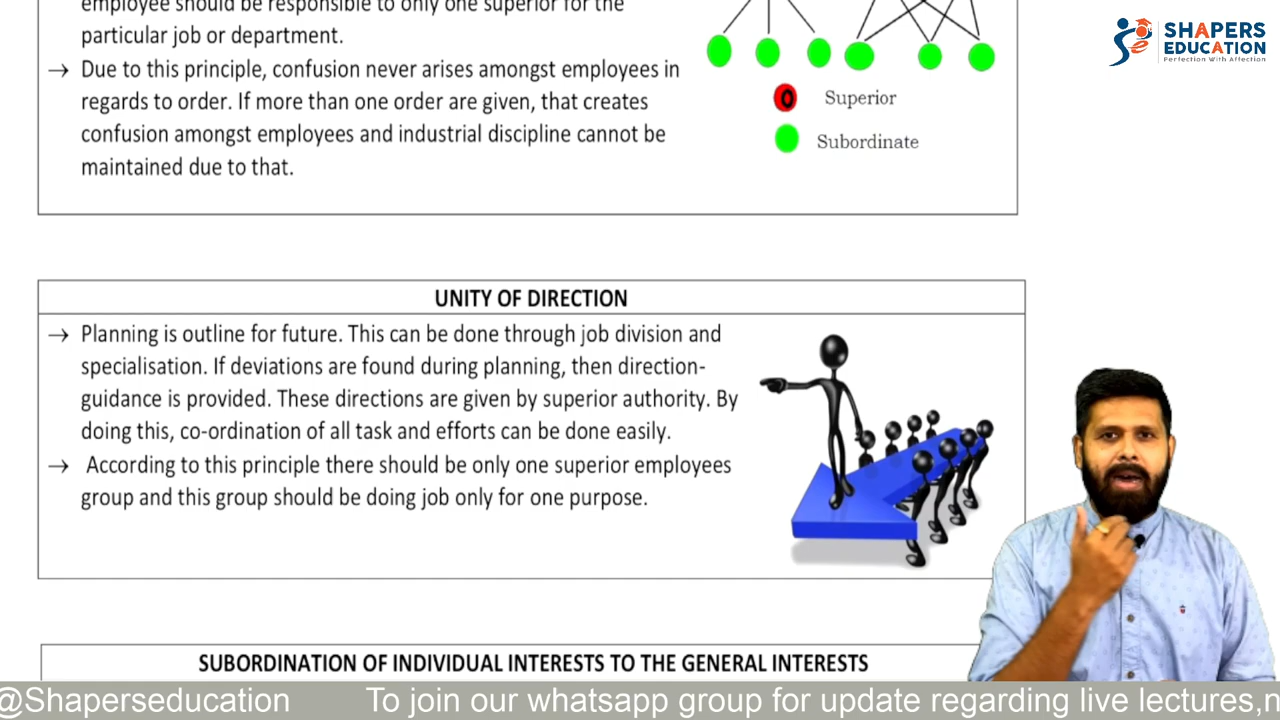 employee should be responsible to only one superior for the
particular job or department.
→ Due to this principle, confusion never arises amongst employees in
regards to order. If more than one order are given, that creates
confusion amongst employees and industrial discipline cannot be
maintained due to that.
Superior
Subordinate
SHAPERS
EDUCATION
Perfection With Affection
UNITY OF DIRECTION
→ Planning is outline for future. This can be done through job division and
specialisation. If deviations are found during planning, then direction-
guidance is provided. These directions are given by superior authority. By
doing this, co-ordination of all task and efforts can be done easily.
→ According to this principle there should be only one superior employees
group and this group should be doing job only for one purpose.
SUBORDINATION OF INDIVIDUAL INTERESTS TO THE GENERAL INTERESTS
@Shaperseducation To join our whatsapp group for update regarding live lectures,n